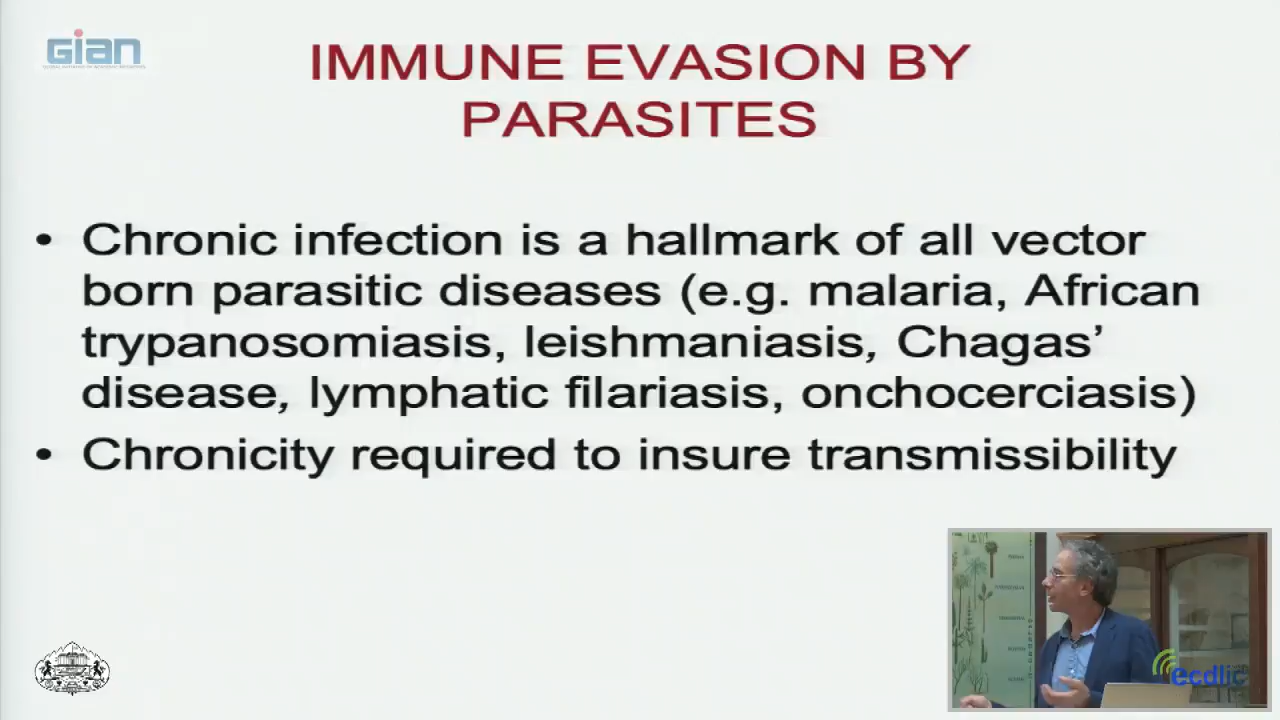 Gian
IMMUNE EVASION BY
PARASITES
• Chronic infection is a hallmark of all vector
born parasitic diseases (e.g. malaria, African
trypanosomiasis, leishmaniasis, Chagas’
disease, lymphatic filariasis, onchocerciasis)
• Chronicity required to insure transmissibility
ecdlic